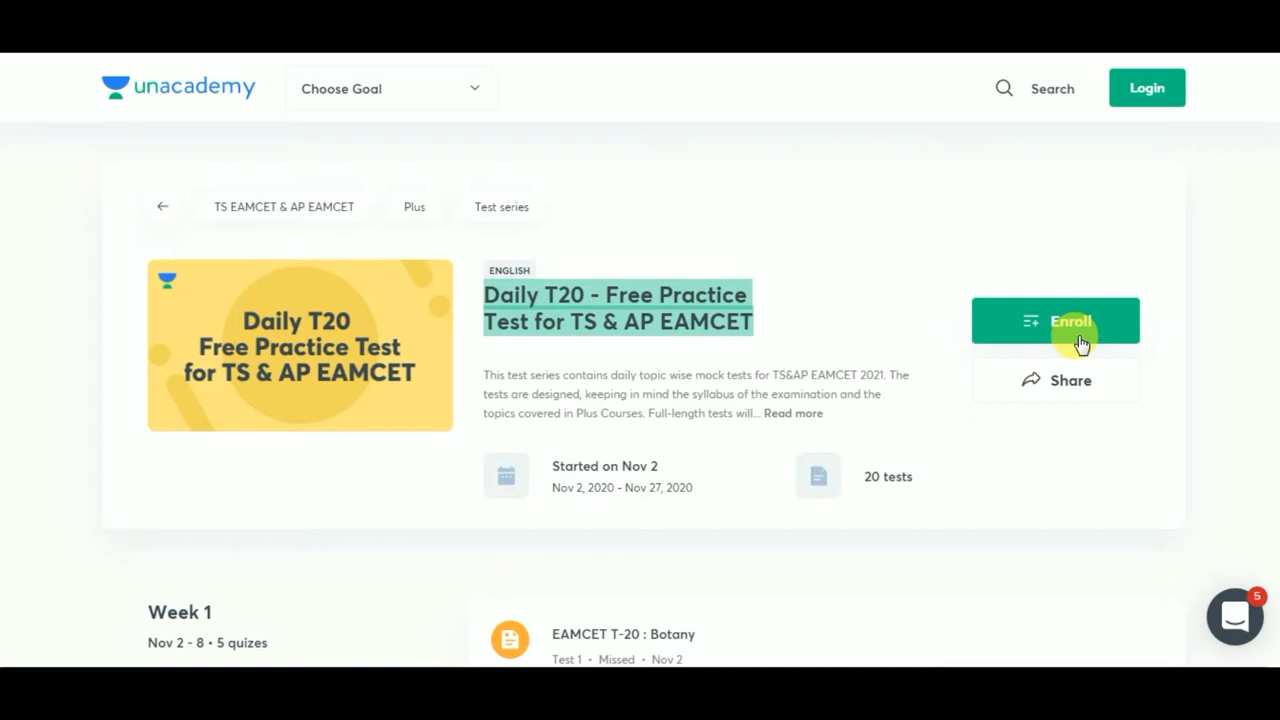 unacademy
Choose Goal
Search
Login
TS EAMCET & AP EAMCET
Plus
Test series
Daily T20
Free Practice Test
for TS & AP EAMCET
ENGLISH
Daily T20 - Free Practice
Test for TS & AP EAMCET
This test series contains daily topic wise mock tests for TS&AP EAMCET 2021. The
tests are designed, keeping in mind the syllabus of the examination and the
topics covered in Plus Courses. Full-length tests will... Read more
Started on Nov 2
Nov 2, 2020 - Nov 27, 2020
20 tests
Enroll
Share
Week 1
Nov 2 - 8 • 5 quizes
EAMCET T-20 : Botany
Test 1 • Missed • Nov 2
5